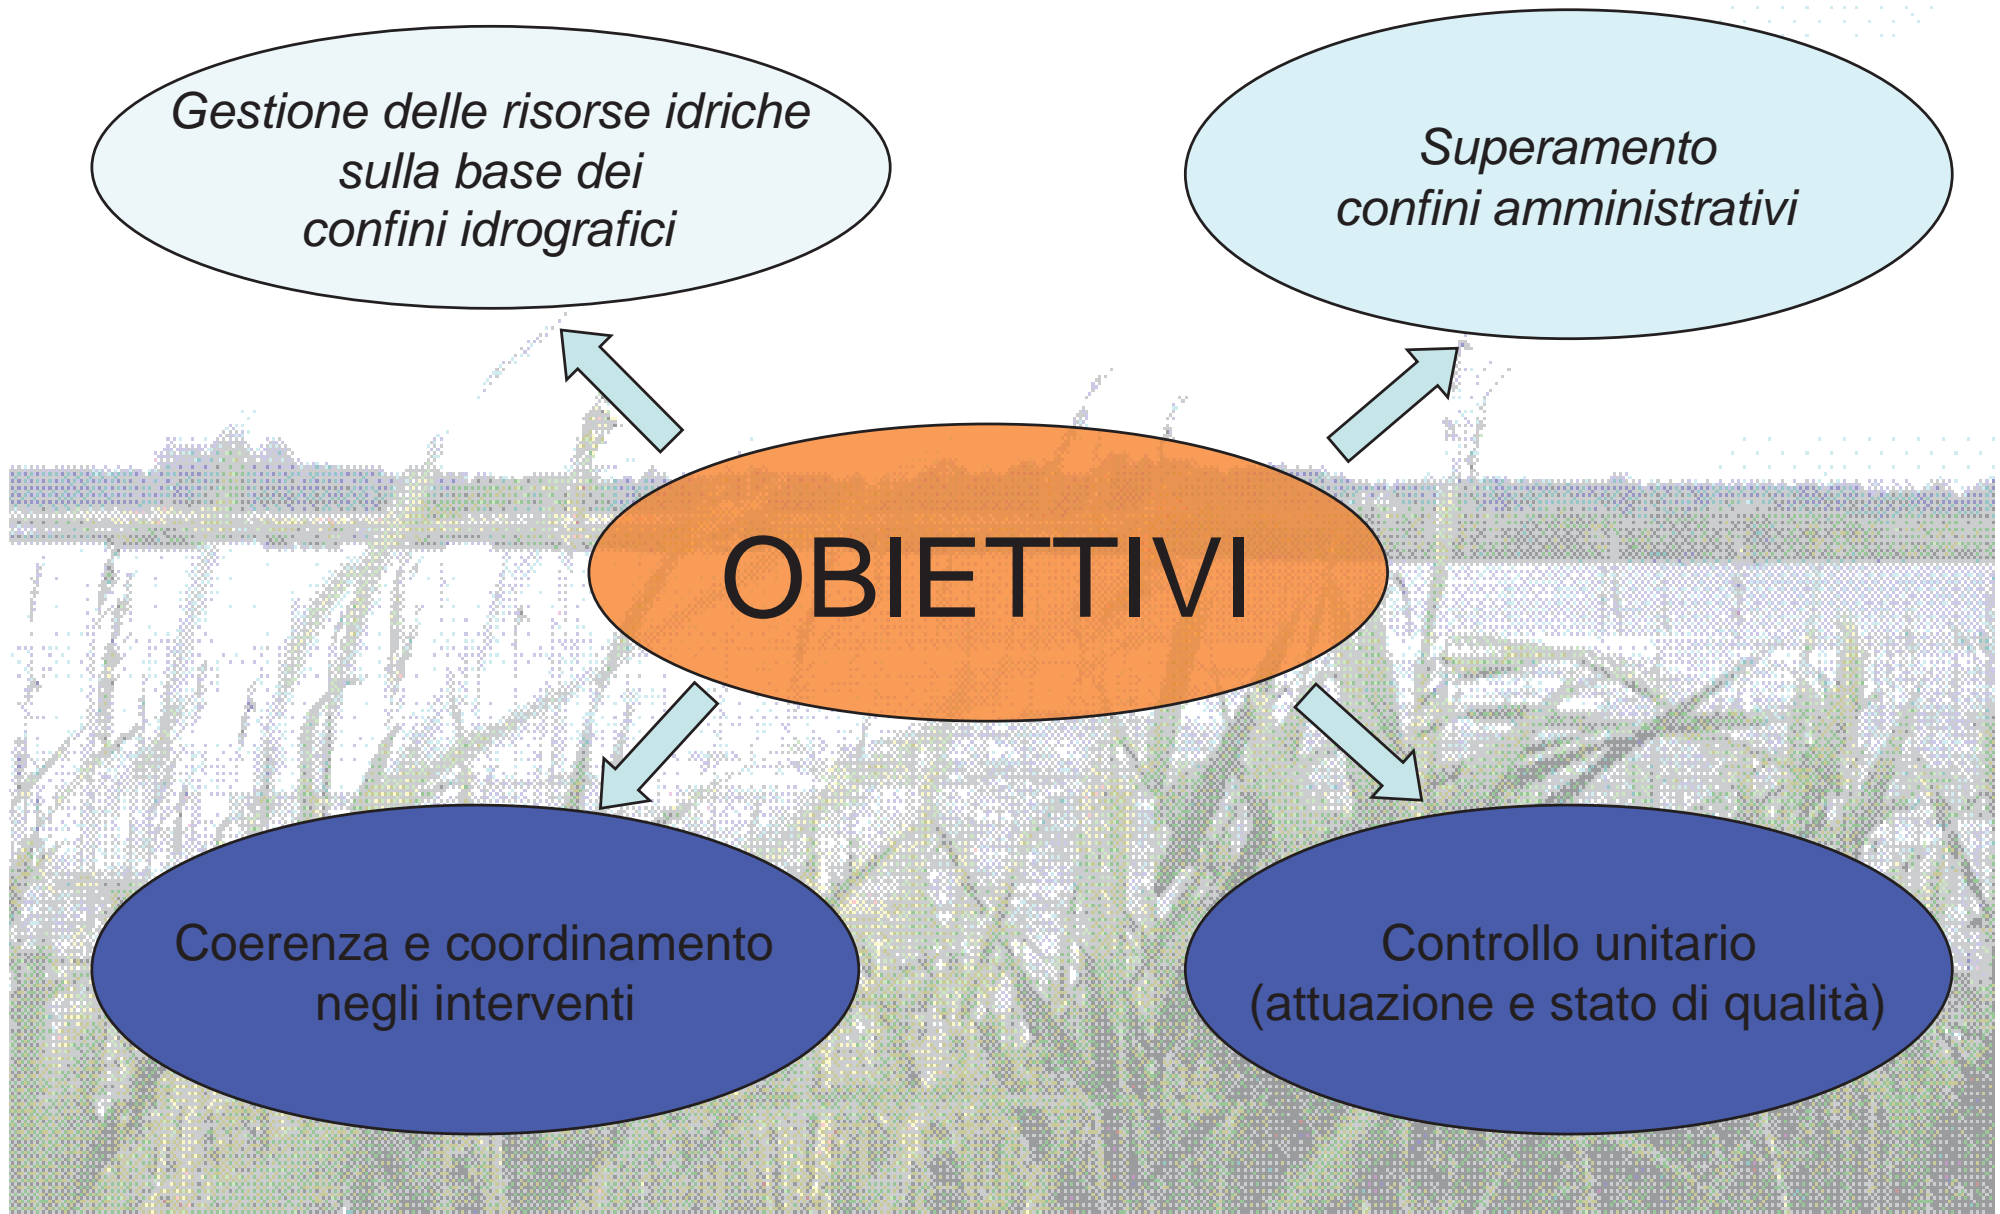 Gestione delle risorse idriche
sulla base dei
confini idrografici
Superamento
confini amministrativi
OBIETTIVI
Coerenza e coordinamento
negli interventi
Controllo unitario
(attuazione e stato di qualità)